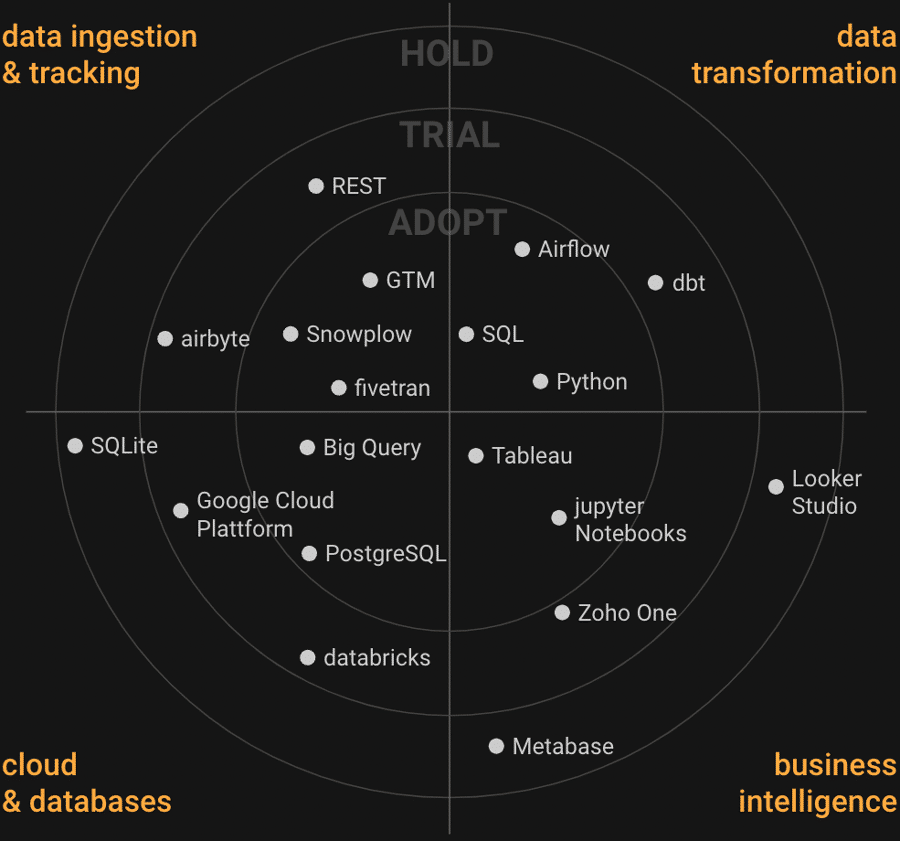 data ingestion
& tracking
data
transformation
HOLD
TRIAL
ADOPT
REST
GTM
airbyte
Snowplow
fivetran
Airflow
dbt
SQL
Python
SQLite
Big Query
Google Cloud
Plattform
PostgreSQL
databricks
Tableau
Looker
Studio
jupyter
Notebooks
Zoho One
Metabase
cloud
& databases
business
intelligence